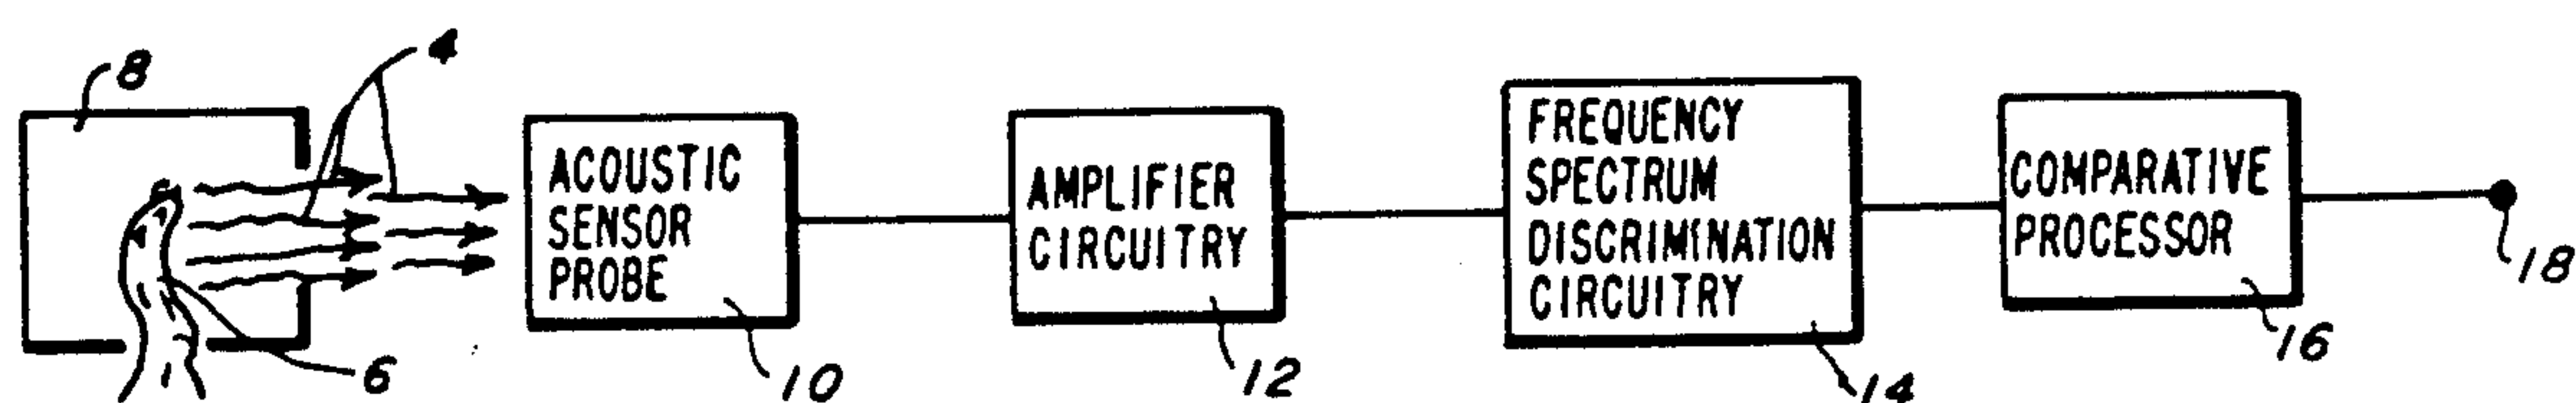 8
4
6
ACOUSTIC
SENSOR
PROBE
10
AMPLIFIER
CIRCUITRY
12
FREQUENCY
SPECTRUM
DISCRIMINATION
CIRCUITRY
14
COMPARATIVE
PROCESSOR
16
18